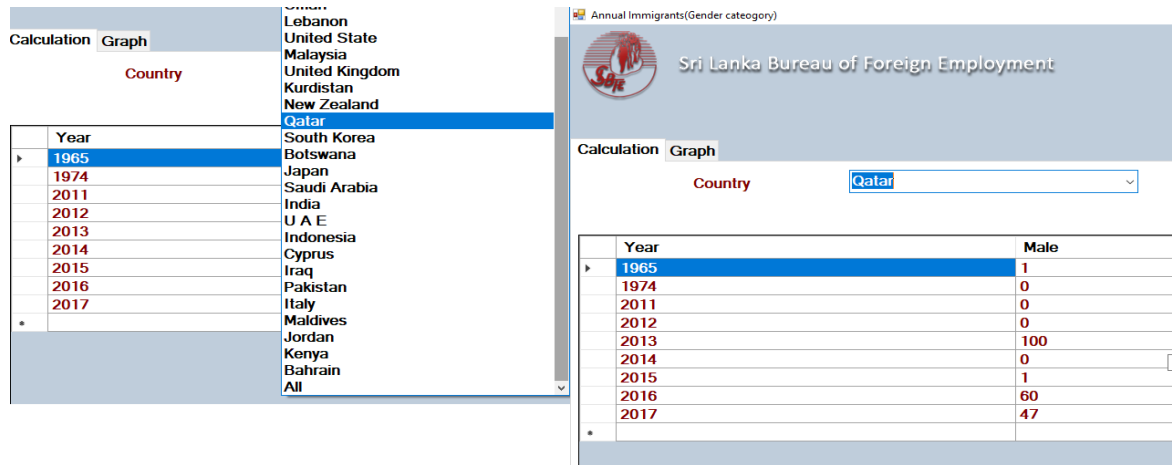 Calculation Graph
Country
Year
1965
1974
2011
2012
2013
2014
2015
2016
2017
Lebanon
United State
Malaysia
United Kingdom
Kurdistan
New Zealand
Qatar
South Korea
Botswana
Japan
Saudi Arabia
India
U A E
Indonesia
Cyprus
Iraq
Pakistan
Italy
Maldives
Jordan
Kenya
Bahrain
All
Annual Immigrants(Gender cateogory)
SBFE
Sri Lanka Bureau of Foreign Employment
Calculation Graph
Country Qatar
Year Male
1965 1
1974 0
2011 0
2012 0
2013 100
2014 0
2015 1
2016 60
2017 47